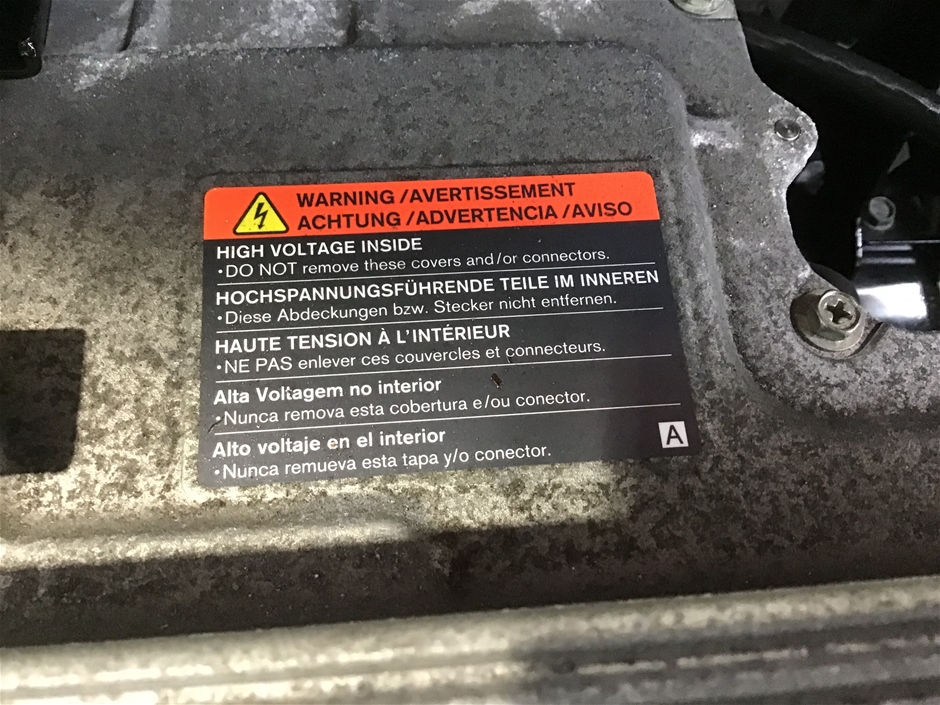 WARNING /AVERTISSEMENT
ACHTUNG /ADVERTENCIA /AVISO
HIGH VOLTAGE INSIDE
•DO NOT remove these covers and/or connectors.
HOCHSPANNUNGSFÜHRENDE TEILE IM INNEREN
•Diese Abdeckungen bzw. Stecker nicht entfernen.
HAUTE TENSION À L'INTÉRIEUR
•NE PAS enlever ces couvercles et connecteurs.
Alta Voltagem no interior
•Nunca remova esta cobertura e/ou conector.
Alto voltaje en el interior
•Nunca remueva esta tapa y/o conector.
A